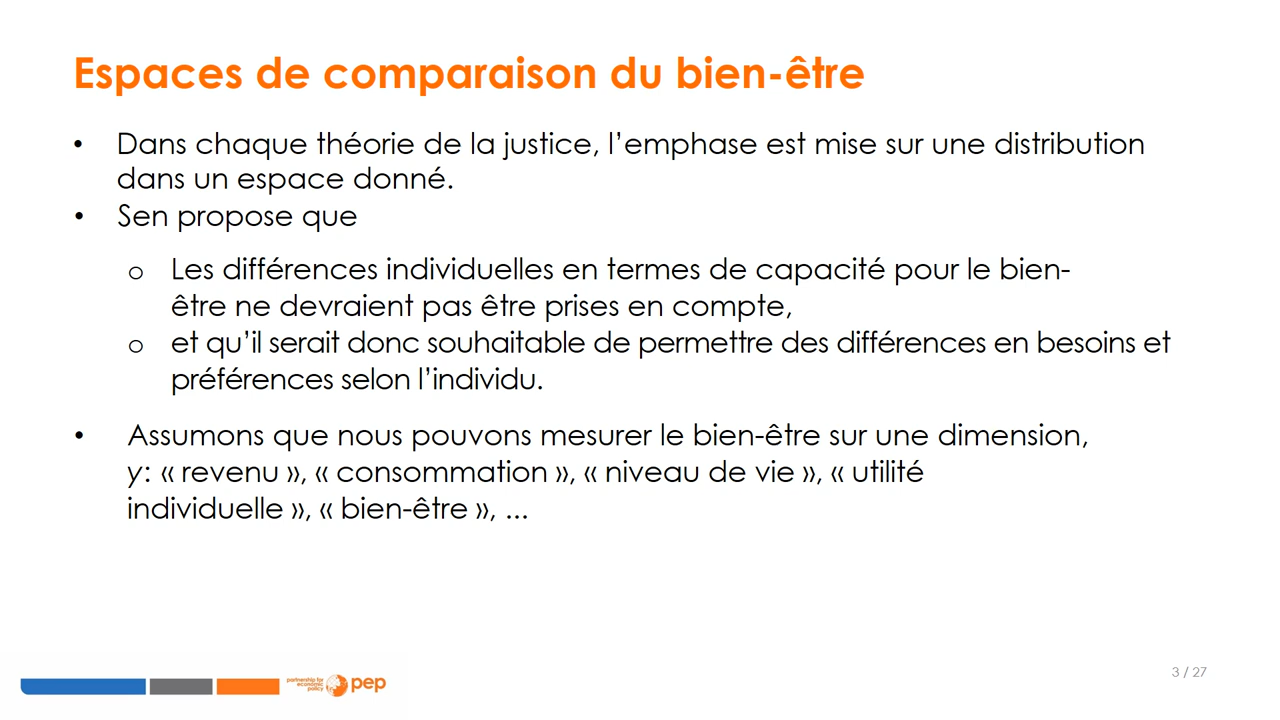 Espaces de comparaison du bien-être
• Dans chaque théorie de la justice, l’emphase est mise sur une distribution
dans un espace donné.
• Sen propose que
o Les différences individuelles en termes de capacité pour le bien-
être ne devraient pas être prises en compte,
o et qu’il serait donc souhaitable de permettre des différences en besoins et
préférences selon l’individu.
• Assumons que nous pouvons mesurer le bien-être sur une dimension,
y: « revenu », « consommation », « niveau de vie », « utilité
individuelle », « bien-être », ...
partnership for
economic
policy
pep
3 / 27